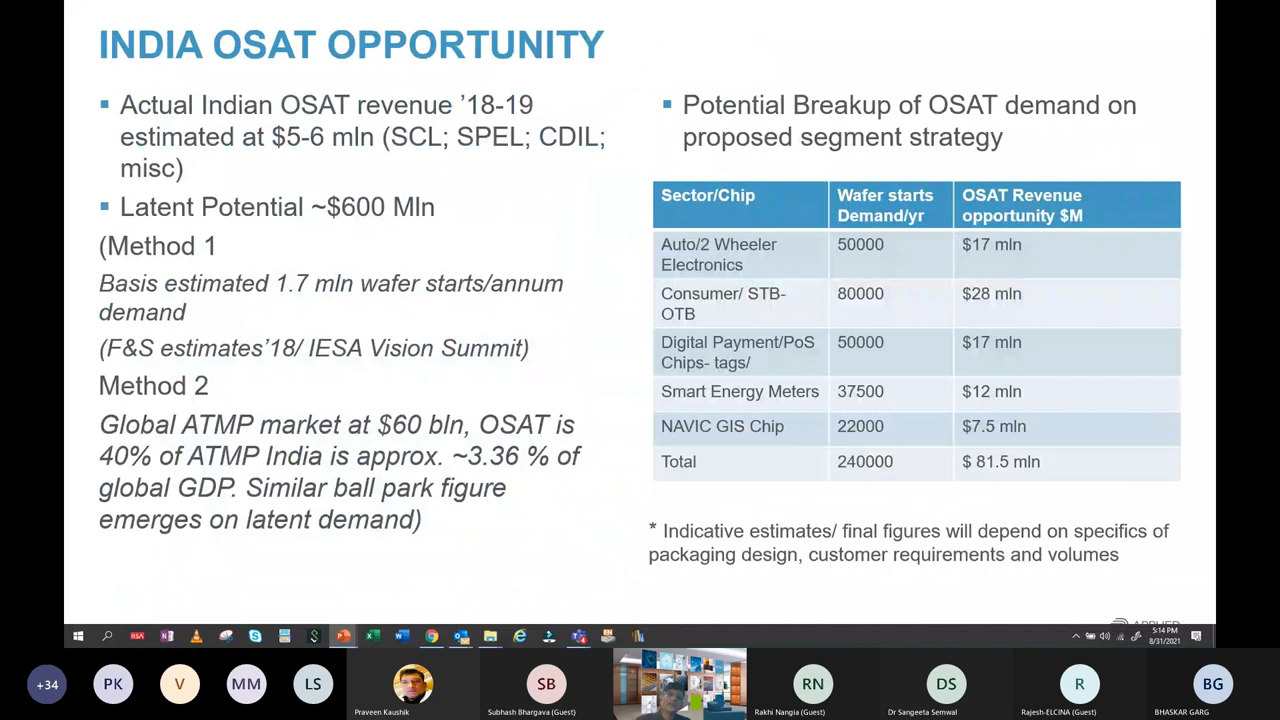 INDIA OSAT OPPORTUNITY
Actual Indian OSAT revenue ’18-19
estimated at $5-6 mln (SCL; SPEL; CDIL;
misc)
Latent Potential ~$600 Mln
(Method 1
Basis estimated 1.7 mln wafer starts/annum
demand
(F&S estimates’18/ IESA Vision Summit)
Method 2
Global ATMP market at $60 bln, OSAT is
40% of ATMP India is approx. ~3.36 % of
global GDP. Similar ball park figure
emerges on latent demand)
Potential Breakup of OSAT demand on
proposed segment strategy
Sector/Chip Wafer starts Demand/yr OSAT Revenue opportunity $M
Auto/2 Wheeler Electronics 50000 $17 mln
Consumer/ STB-OTB 80000 $28 mln
Digital Payment/PoS Chips- tags/ 50000 $17 mln
Smart Energy Meters 37500 $12 mln
NAVIC GIS Chip 22000 $7.5 mln
Total 240000 $ 81.5 mln
* Indicative estimates/ final figures will depend on specifics of
packaging design, customer requirements and volumes
5:14 PM
8/31/2021
+34 PK V MM LS SB RN DS R BG
Praveen Kaushik Subhash Bhargava (Guest) Rakhi Nangia (Guest) Dr Sangeeta Semwal Rajesh-ELCINA (Guest) BHASKAR GARG